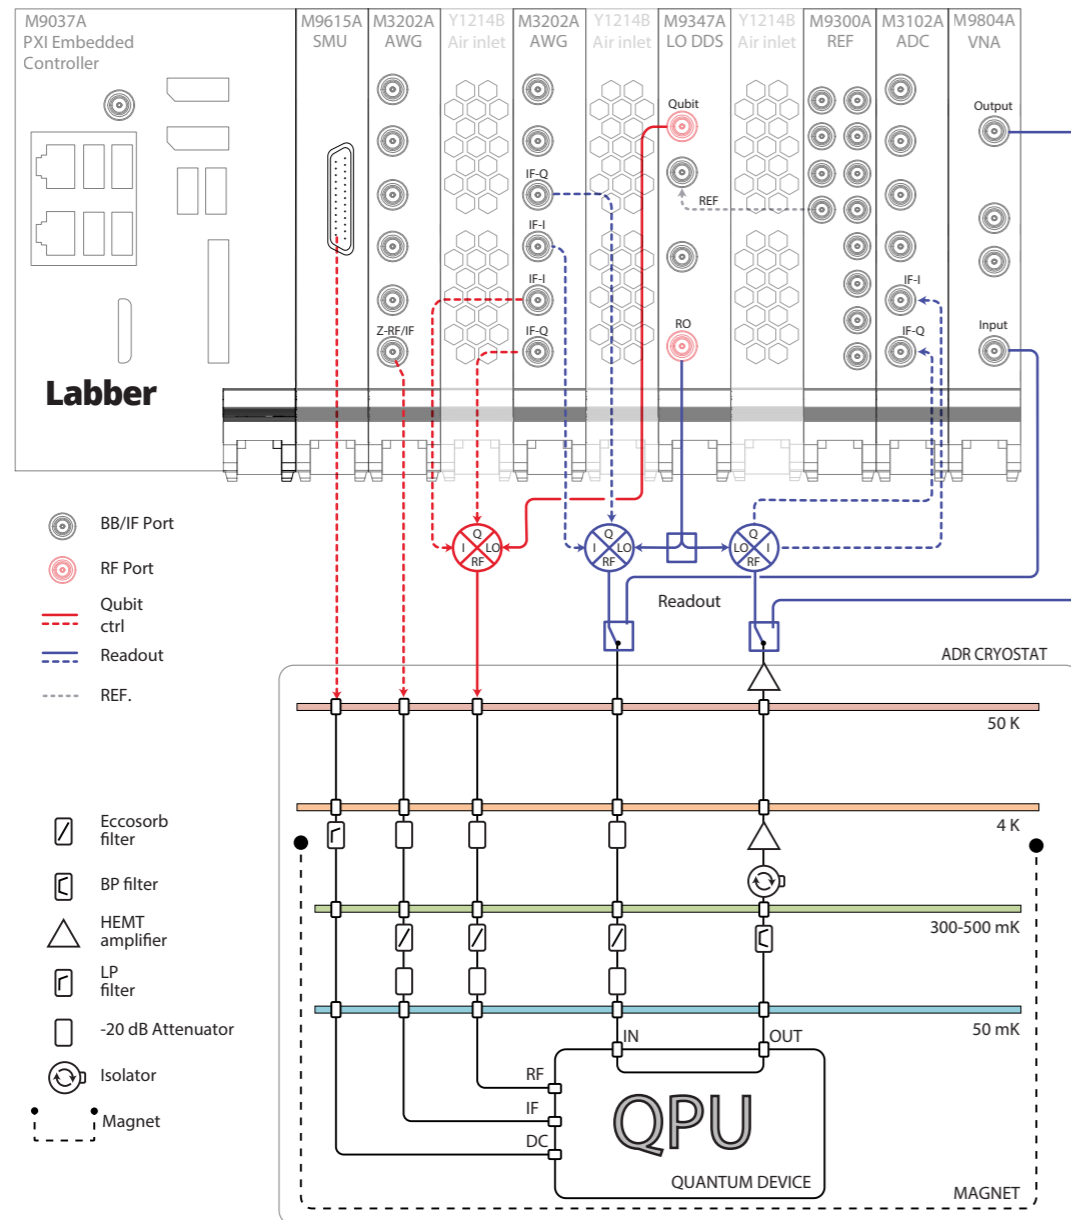 M9037A
PXI Embedded
Controller
M9615A
SMU
M3202A
AWG
Y1214B
Air inlet
M3202A
AWG
Y1214B
Air inlet
M9347A
LO DDS
Y1214B
Air inlet
M9300A
REF
M3102A
ADC
M9804A
VNA
Qubit
Output
IF-Q
REF
IF-I
IF-I
IF-I
Z-RF/IF
IF-Q
RO
IF-Q
Input
Labber
Q
I
LO
RF
Q
I
LO
RF
Q
LO
I
RF
Readout
BB/IF Port
RF Port
Qubit
ctrl
Readout
REF.
ADR CRYOSTAT
50 K
4 K
300-500 mK
50 mK
Eccosorb
filter
BP filter
HEMT
amplifier
LP
filter
-20 dB Attenuator
Isolator
Magnet
IN
OUT
RF
IF
DC
QPU
QUANTUM DEVICE
MAGNET